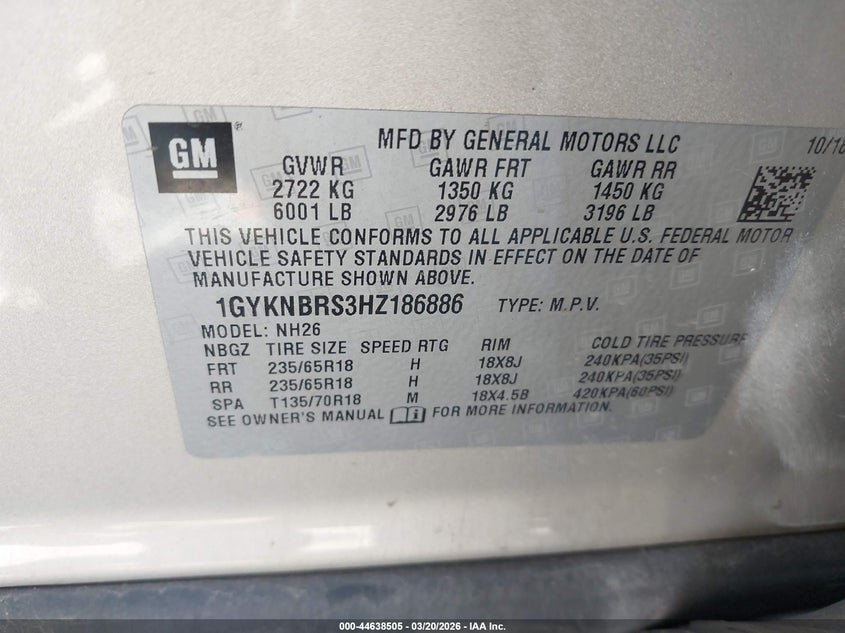 GM
MFD BY GENERAL MOTORS LLC
GVWR GAWR FRT GAWR RR
2722 KG 1350 KG 1450 KG
6001 LB 2976 LB 3196 LB
THIS VEHICLE CONFORMS TO ALL APPLICABLE U.S. FEDERAL MOTOR
VEHICLE SAFETY STANDARDS IN EFFECT ON THE DATE OF
MANUFACTURE SHOWN ABOVE.
1GYKNBRS3HZ186886 TYPE: M.P.V.
MODEL: NH26
NBGZ TIRE SIZE SPEED RTG RIM COLD TIRE PRESSURE
FRT 235/65R18 H 18X8J 240KPA(35PSI)
RR 235/65R18 H 18X8J 240KPA(35PSI)
SPA T135/70R18 M 18X4.5B 420KPA(60PSI)
SEE OWNER'S MANUAL FOR MORE INFORMATION.
000-44638505 — 03/20/2026 — IAA Inc.